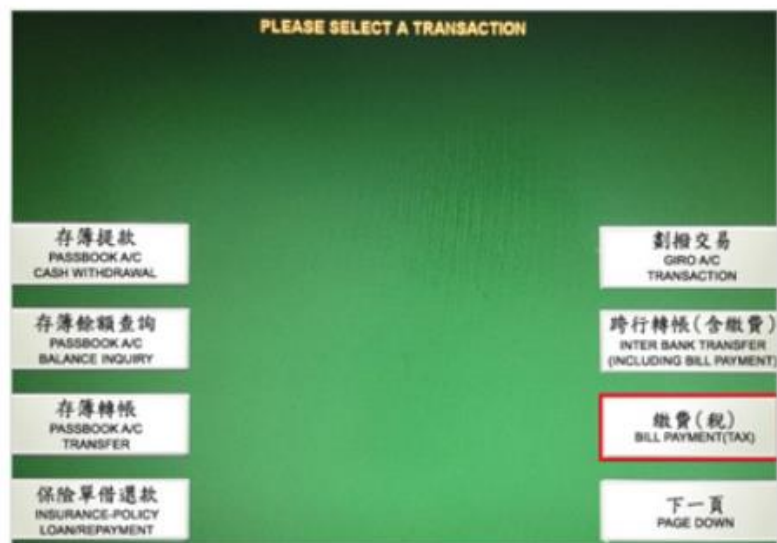 PLEASE SELECT A TRANSACTION
存薄提款
PASSBOOK A/C
CASH WITHDRAWAL
劃撥交易
GIRO A/C
TRANSACTION
存薄餘額查詢
PASSBOOK A/C
BALANCE INQUIRY
跨行轉帳(含繳費)
INTER BANK TRANSFER
(INCLUDING BILL PAYMENT)
存薄轉帳
PASSBOOK A/C
TRANSFER
繳費(稅)
BILL PAYMENT(TAX)
保險單借還款
INSURANCE-POLICY
LOAN/REPAYMENT
下一頁
PAGE DOWN